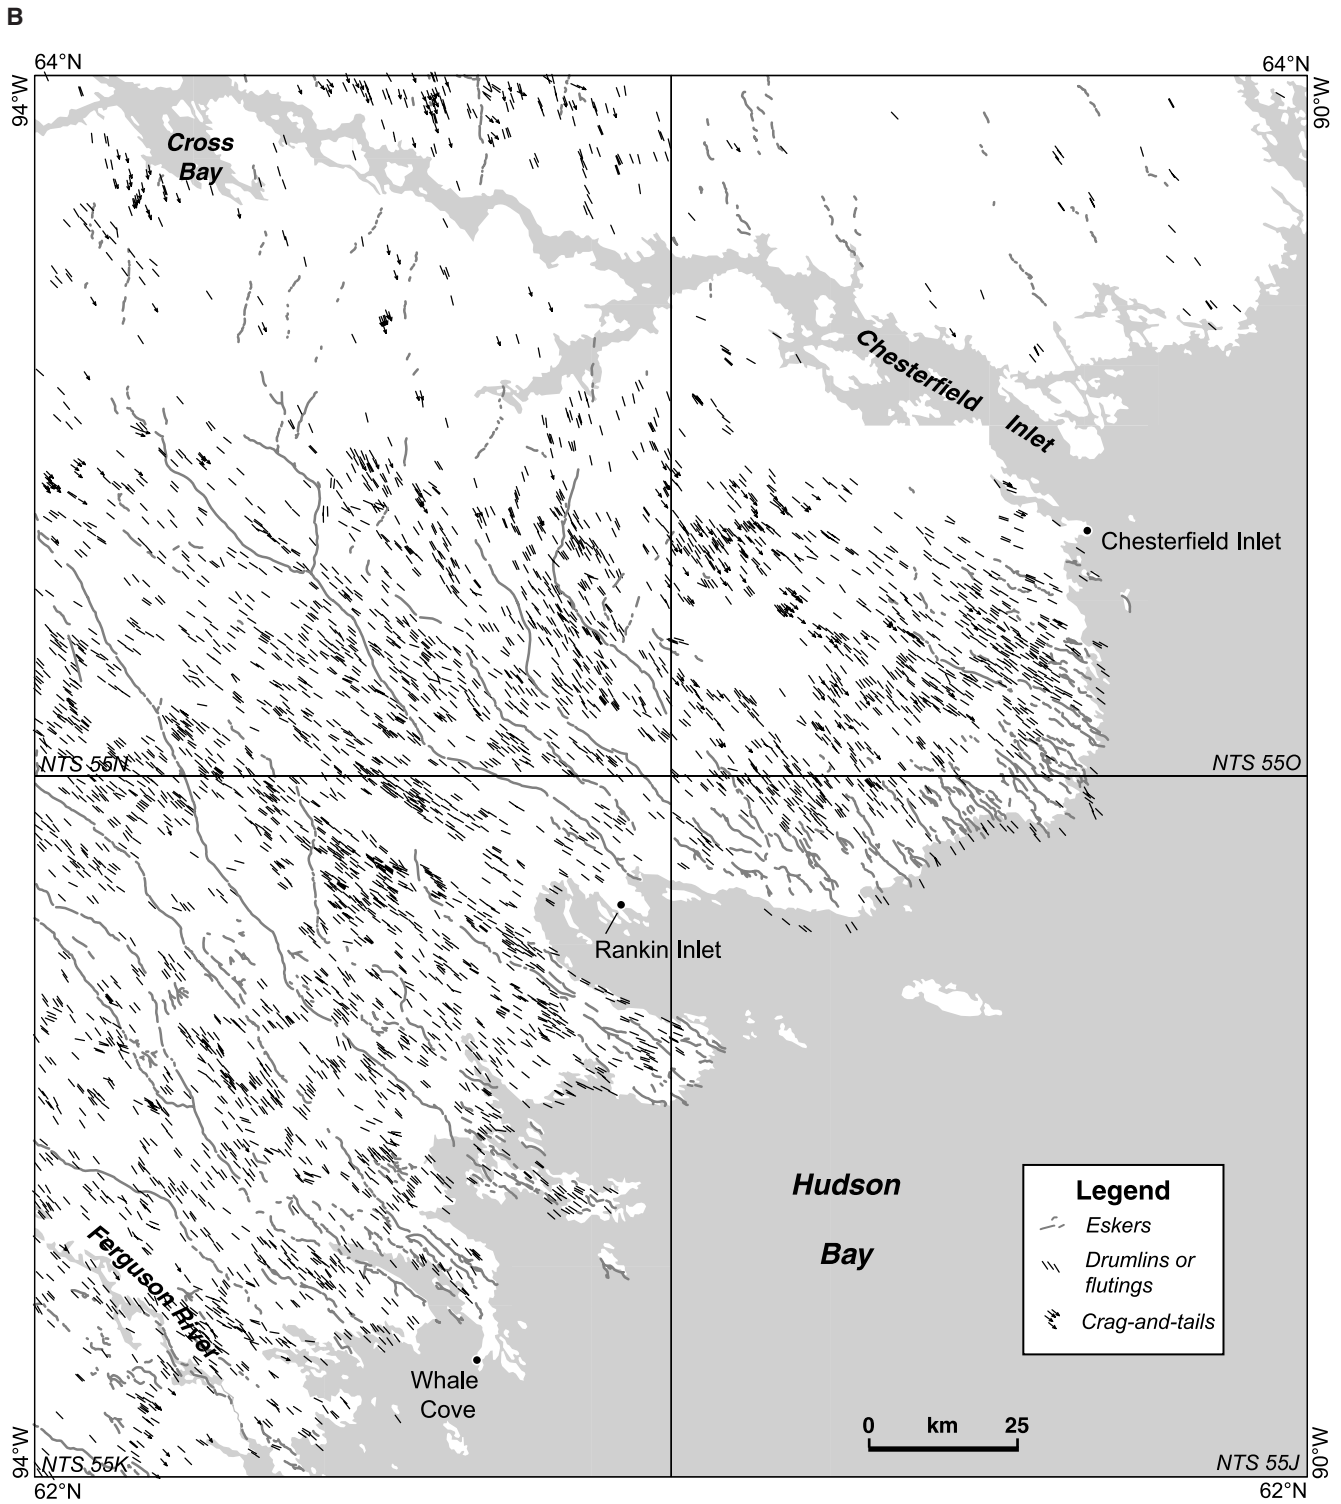 B
64°N
64°N
94°W
90°W
Cross
Bay
Chesterfield
Inlet
Chesterfield Inlet
NTS 55N
NTS 55O
Rankin Inlet
Hudson
Bay
Legend
Eskers
Drumlins or
flutings
Crag-and-tails
Ferguson River
Whale
Cove
0 km 25
94°W
90°W
NTS 55K
NTS 55J
62°N
62°N